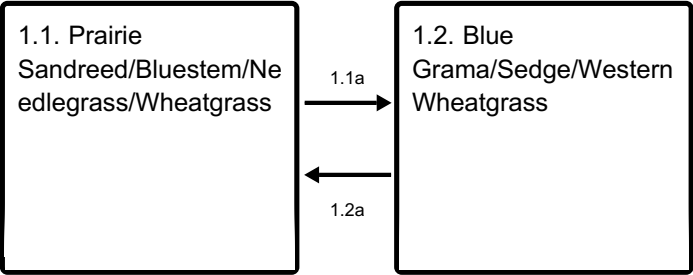 1.1. Prairie
Sandreed/Bluestem/Ne
edlegrass/Wheatgrass
1.1a
1.2. Blue
Grama/Sedge/Western
Wheatgrass
1.2a